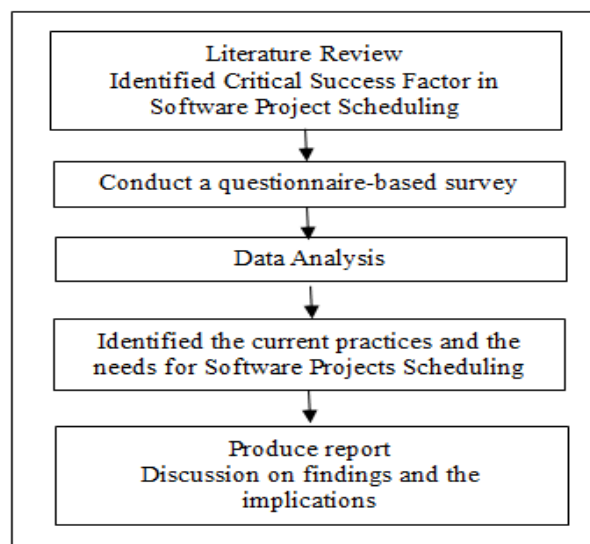 Literature Review
Identified Critical Success Factor in
Software Project Scheduling
Conduct a questionnaire-based survey
Data Analysis
Identified the current practices and the
needs for Software Projects Scheduling
Produce report
Discussion on findings and the
implications